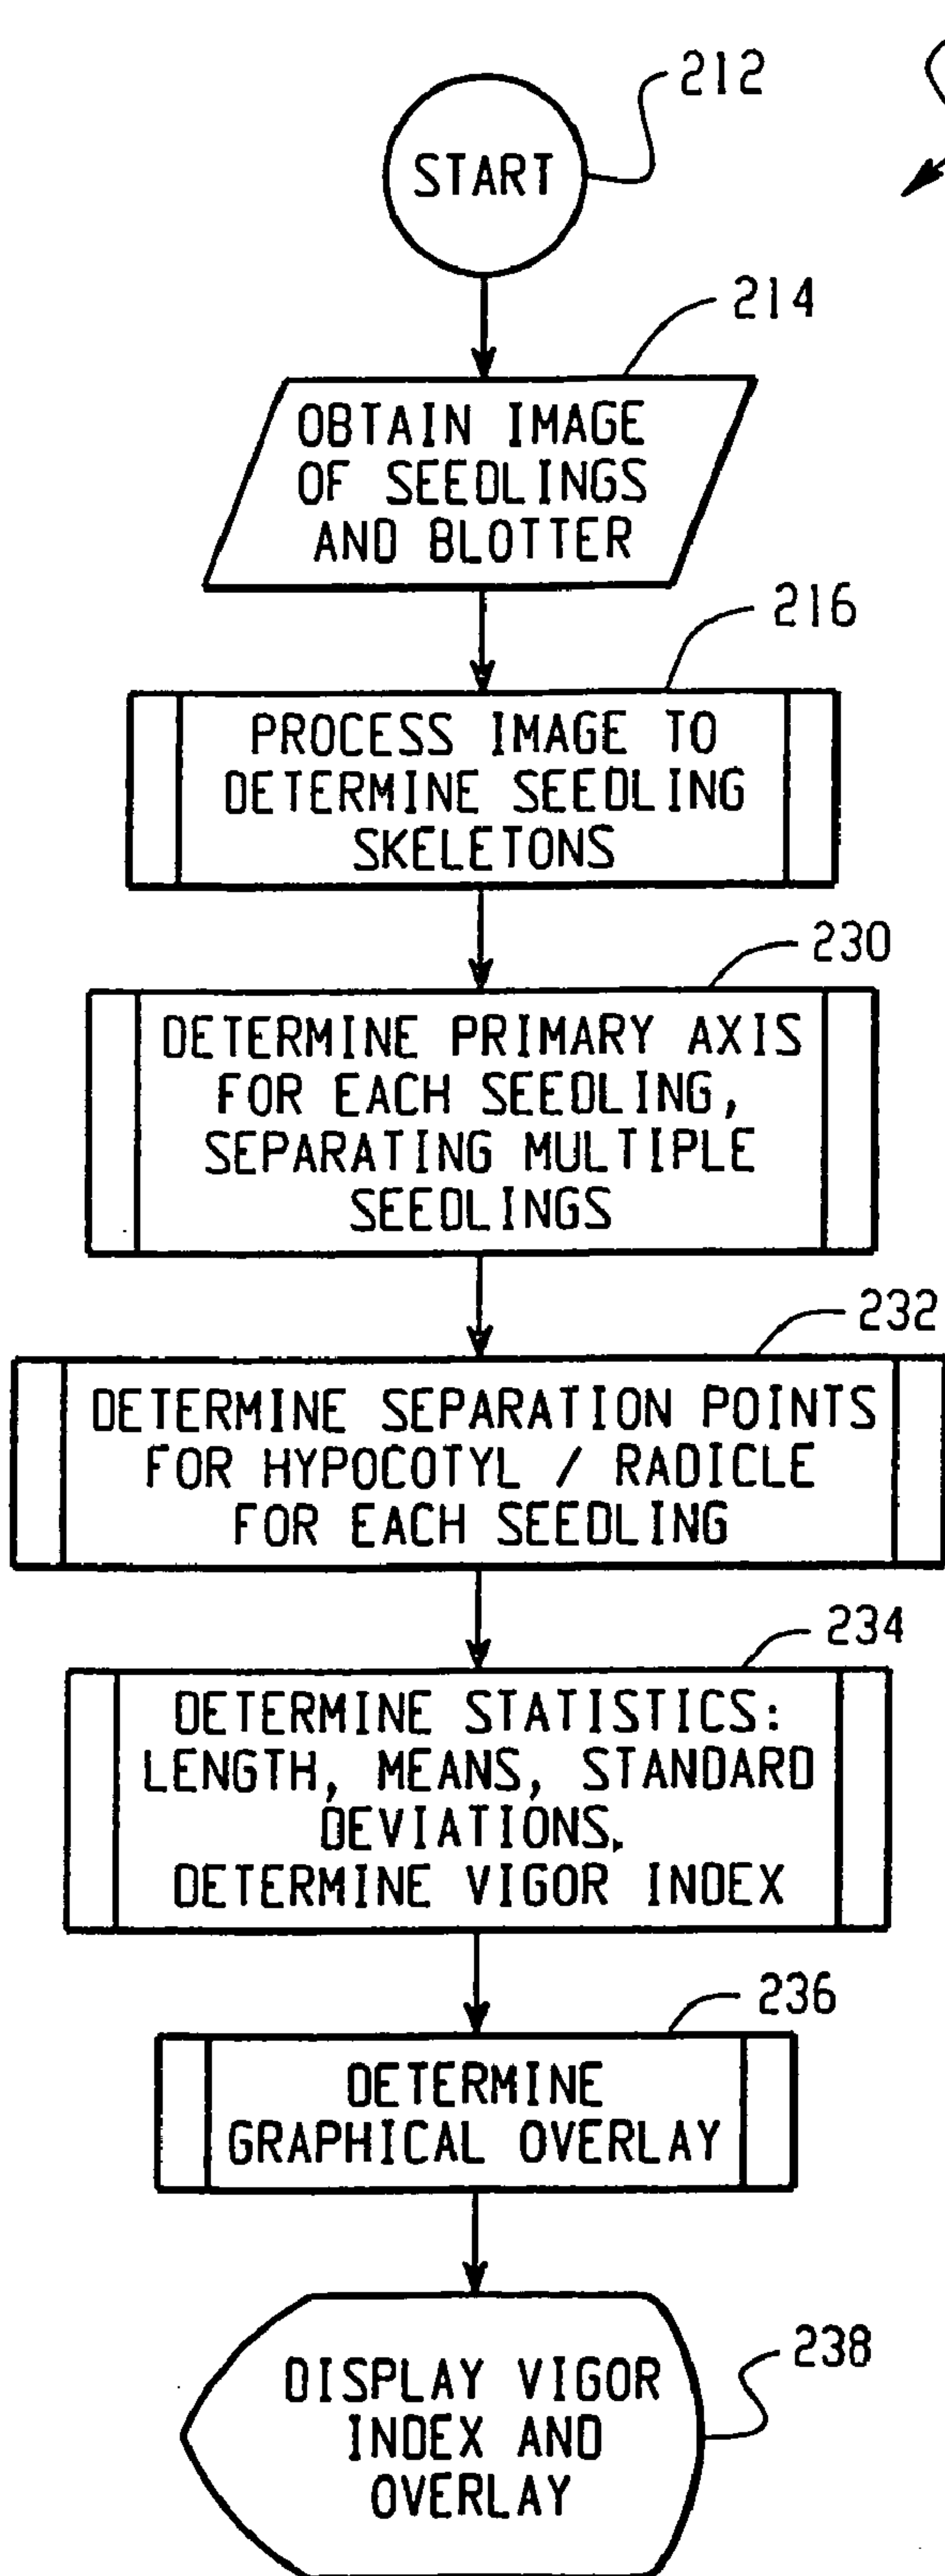 212
START
214
OBTAIN IMAGE
OF SEEDLINGS
AND BLOTTER
216
PROCESS IMAGE TO
DETERMINE SEEDLING
SKELETONS
230
DETERMINE PRIMARY AXIS
FOR EACH SEEDLING,
SEPARATING MULTIPLE
SEEDLINGS
232
DETERMINE SEPARATION POINTS
FOR HYPOCOTYL / RADICLE
FOR EACH SEEDLING
234
DETERMINE STATISTICS:
LENGTH, MEANS, STANDARD
DEVIATIONS.
DETERMINE VIGOR INDEX
236
DETERMINE
GRAPHICAL OVERLAY
238
DISPLAY VIGOR
INDEX AND
OVERLAY